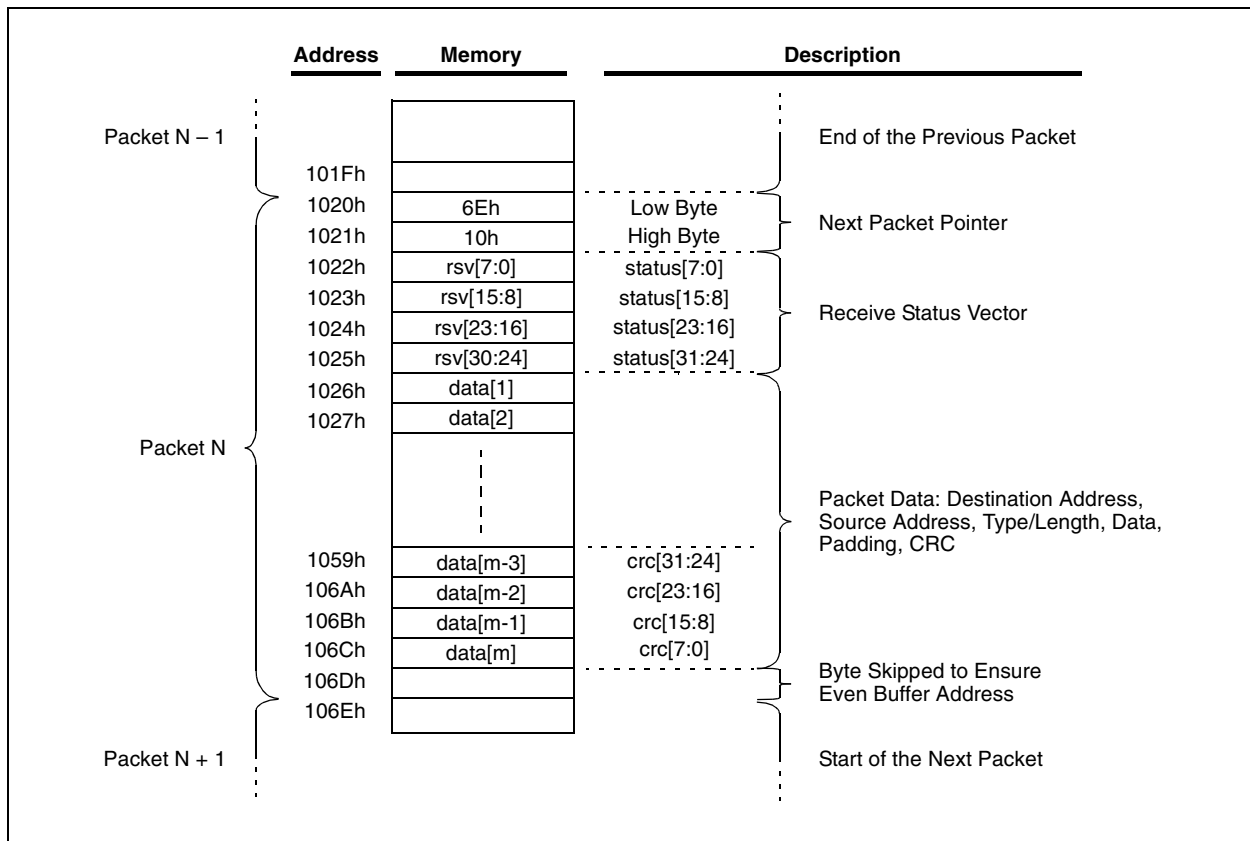 Address Memory Description
Packet N – 1 End of the Previous Packet
101Fh
1020h 6Eh Low Byte
Next Packet Pointer
1021h 10h High Byte
1022h rsv[7:0] status[7:0]
1023h rsv[15:8] status[15:8]
Receive Status Vector
1024h rsv[23:16] status[23:16]
1025h rsv[30:24] status[31:24]
1026h data[1]
1027h data[2]
Packet N
Packet Data: Destination Address,
Source Address, Type/Length, Data,
Padding, CRC
1059h data[m-3] crc[31:24]
106Ah data[m-2] crc[23:16]
106Bh data[m-1] crc[15:8]
106Ch data[m] crc[7:0]
Byte Skipped to Ensure
106Dh
Even Buffer Address
106Eh
Packet N + 1 Start of the Next Packet